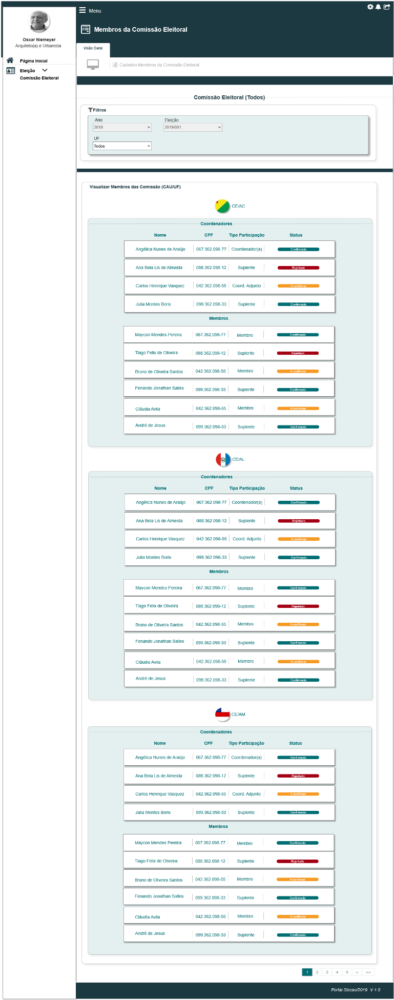 Menu
Membros da Comissão Eleitoral
Oscar Niemeyer
Arquiteto(a) e Urbanista
Página Inicial
Eleição
Comissão Eleitoral
Visão Geral
Cadastro Membros da Comissão Eleitoral
Comissão Eleitoral (Todos)
Filtros
Ano Eleição
2019 2019/001
UF
Todos
Visualizar Membros das Comissão (CAU/UF)
CE/AC
Coordenadores
Nome CPF Tipo Participação Status
Angélica Nunes de Araújo 067.362.098-77 Coordenador(a) Confirmado
Ana Bela Lis de Almeida 088.362.098-12 Suplente Rejeitado
Carlos Henrique Vasquez 042.362.098-55 Coord. Adjunto A confirmar
Julia Montes Boris 099.362.098-33 Suplente Confirmado
Membros
Maycon Mendes Pereira 067.362.098-77 Membro Confirmado
Tiago Felix de Oliveira 088.362.098-12 Suplente Rejeitado
Bruno de Oliveira Santos 042.362.098-55 Membro A confirmar
Fenando Jonathan Salles 099.362.098-33 Suplente Confirmado
Cláudia Avila 042.362.098-55 Membro A confirmar
André de Jesus 099.362.098-33 Suplente Confirmado
CE/AL
Coordenadores
Nome CPF Tipo Participação Status
Angélica Nunes de Araújo 067.362.098-77 Coordenador(a) Confirmado
Ana Bela Lis de Almeida 088.362.098-12 Suplente Rejeitado
Carlos Henrique Vasquez 042.362.098-55 Coord. Adjunto A confirmar
Julia Montes Boris 099.362.098-33 Suplente Confirmado
Membros
Maycon Mendes Pereira 067.362.098-77 Membro Confirmado
Tiago Felix de Oliveira 088.362.098-12 Suplente Rejeitado
Bruno de Oliveira Santos 042.362.098-55 Membro A confirmar
Fenando Jonathan Salles 099.362.098-33 Suplente Confirmado
Cláudia Avila 042.362.098-55 Membro A confirmar
André de Jesus 099.362.098-33 Suplente Confirmado
CE/AM
Coordenadores
Nome CPF Tipo Participação Status
Angélica Nunes de Araújo 067.362.098-77 Coordenador(a) Confirmado
Ana Bela Lis de Almeida 088.362.098-12 Suplente Rejeitado
Carlos Henrique Vasquez 042.362.098-55 Coord. Adjunto A confirmar
Julia Montes Boris 099.362.098-33 Suplente Confirmado
Membros
Maycon Mendes Pereira 067.362.098-77 Membro Confirmado
Tiago Felix de Oliveira 088.362.098-12 Suplente Rejeitado
Bruno de Oliveira Santos 042.362.098-55 Membro A confirmar
Fenando Jonathan Salles 099.362.098-33 Suplente Confirmado
Cláudia Avila 042.362.098-55 Membro A confirmar
André de Jesus 099.362.098-33 Suplente Confirmado
1 2 3 4 5 > >>
Portal Siccau/2019 V 1.0